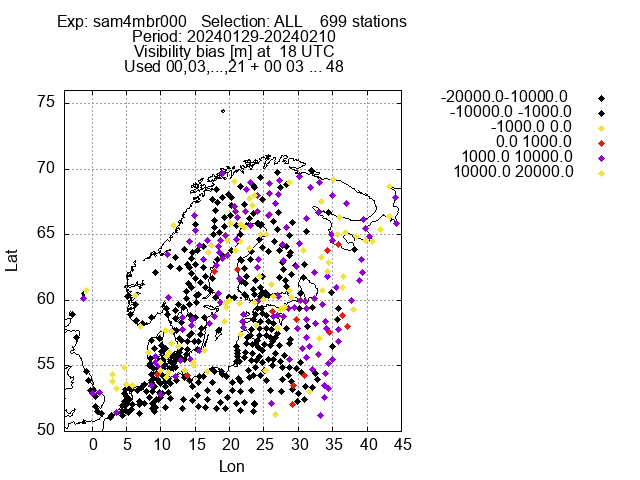 Exp: sam4mbr000 Selection: ALL 699 stations
Period: 20240129-20240210
Visibility bias [m] at 18 UTC
Used 00,03,...,21 + 00 03 ... 48
-20000.0-10000.0
-10000.0 -1000.0
-1000.0 0.0
0.0 1000.0
1000.0 10000.0
10000.0 20000.0
75
70
65
60
55
50
Lat
0 5 10 15 20 25 30 35 40 45
Lon